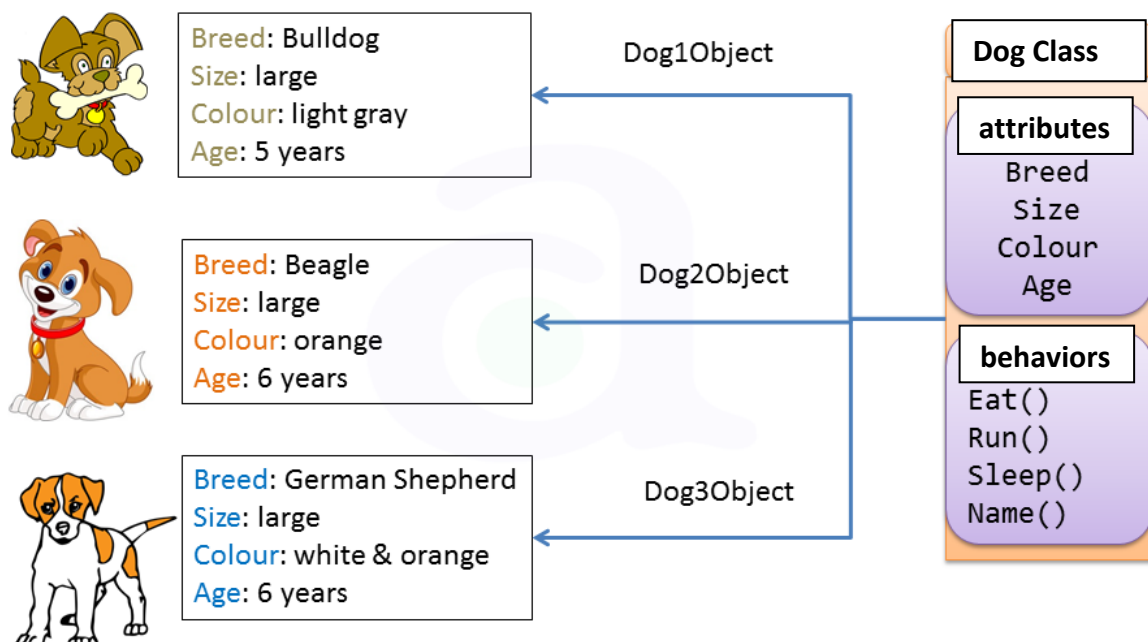 Breed: Bulldog
Size: large
Colour: light gray
Age: 5 years
Dog1Object
Breed: Beagle
Size: large
Colour: orange
Age: 6 years
Dog2Object
Breed: German Shepherd
Size: large
Colour: white & orange
Age: 6 years
Dog3Object
Dog Class
attributes
Breed
Size
Colour
Age
behaviors
Eat()
Run()
Sleep()
Name()